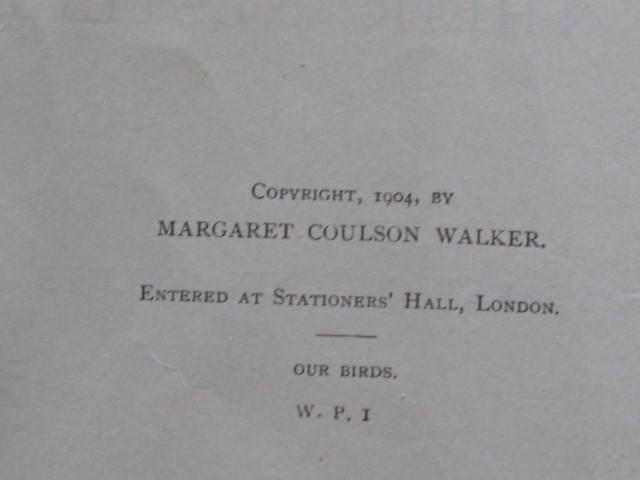 COPYRIGHT, 1904, BY
MARGARET COULSON WALKER.
ENTERED AT STATIONERS' HALL, LONDON.
OUR BIRDS.
W. P. I